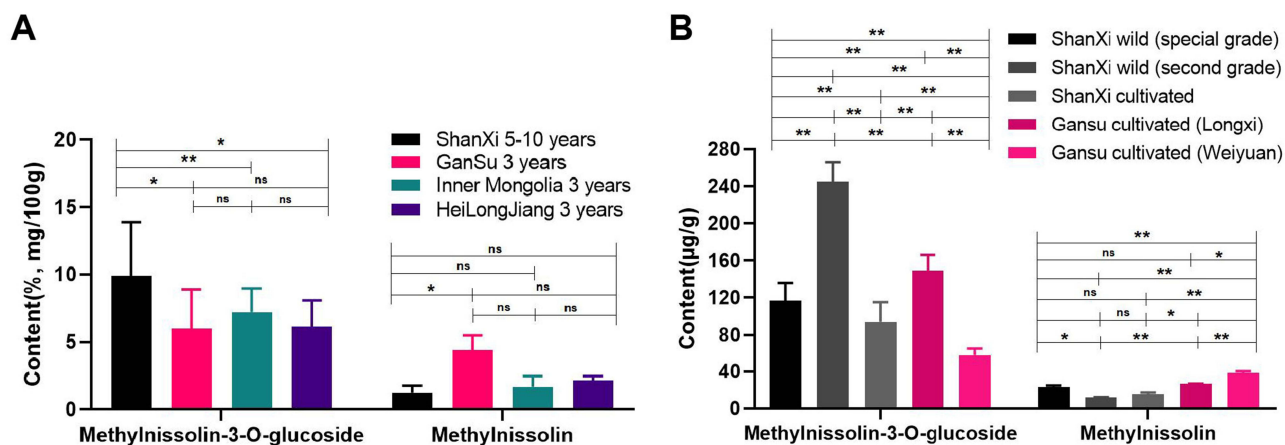 A
Content(%, mg/100g)
20
15
10
5
0
*
**
*
ns
ns
ns
ShanXi 5-10 years
GanSu 3 years
Inner Mongolia 3 years
HeiLongJiang 3 years
ns
ns
*
ns
ns
ns
Methylnissolin-3-O-glucoside
Methylnissolin
B
Content(µg/g)
280
240
200
160
120
80
40
0
**
** **
**
** **
** **
** ** **
ShanXi wild (special grade)
ShanXi wild (second grade)
ShanXi cultivated
Gansu cultivated (Longxi)
Gansu cultivated (Weiyuan)
**
ns *
**
ns **
ns *
* ** **
Methylnissolin-3-O-glucoside
Methylnissolin